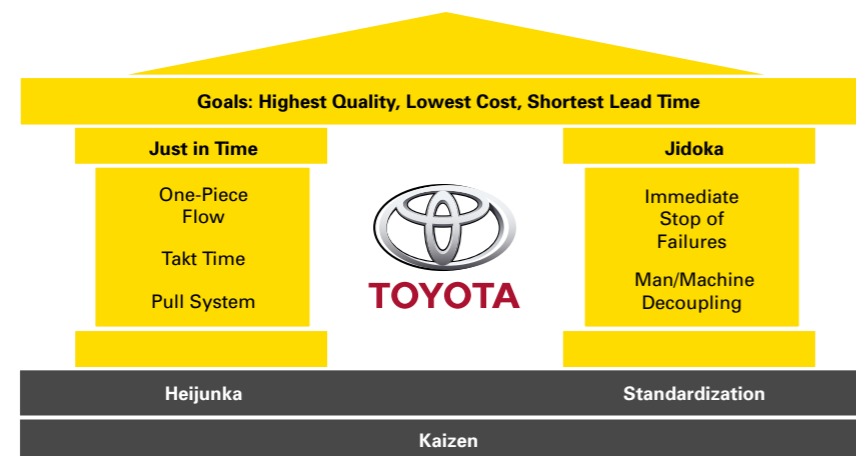 Goals: Highest Quality, Lowest Cost, Shortest Lead Time
Just in Time
One-Piece
Flow
Takt Time
Pull System
TOYOTA
Jidoka
Immediate
Stop of
Failures
Man/Machine
Decoupling
Heijunka
Standardization
Kaizen